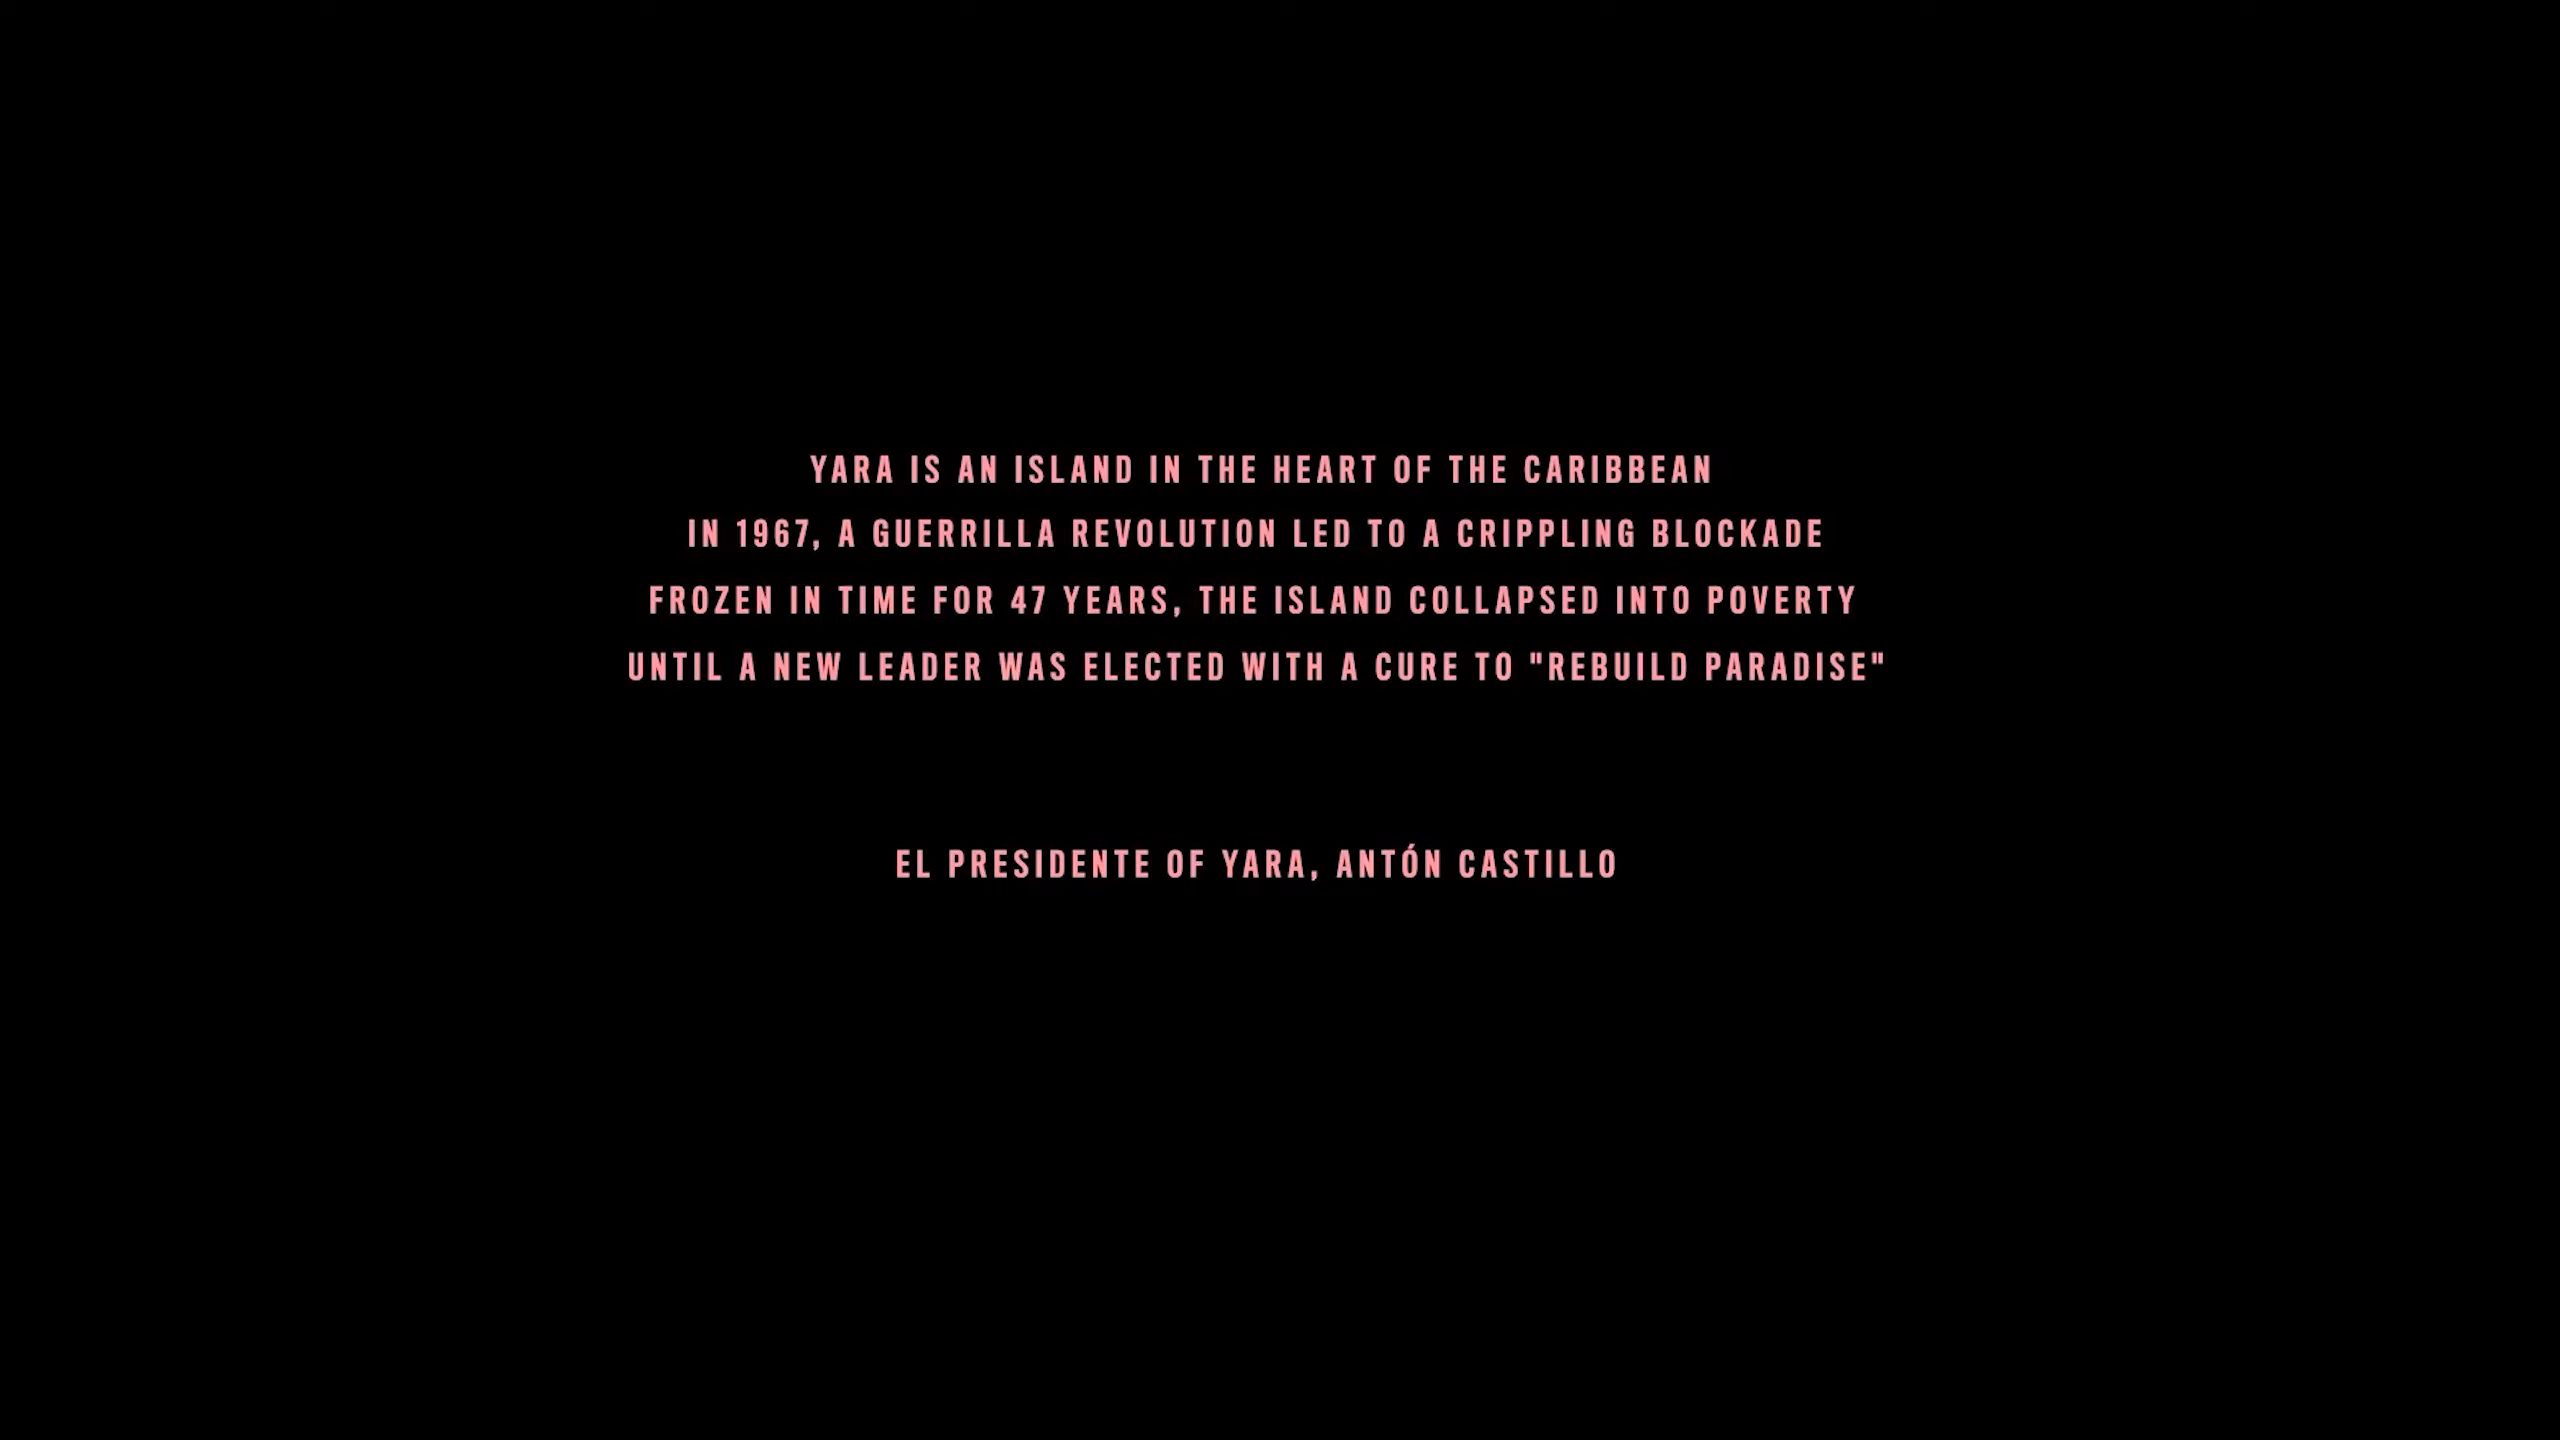 YARA IS AN ISLAND IN THE HEART OF THE CARIBBEAN
IN 1967, A GUERRILLA REVOLUTION LED TO A CRIPPLING BLOCKADE
FROZEN IN TIME FOR 47 YEARS, THE ISLAND COLLAPSED INTO POVERTY
UNTIL A NEW LEADER WAS ELECTED WITH A CURE TO "REBUILD PARADISE"
EL PRESIDENTE OF YARA, ANTÓN CASTILLO